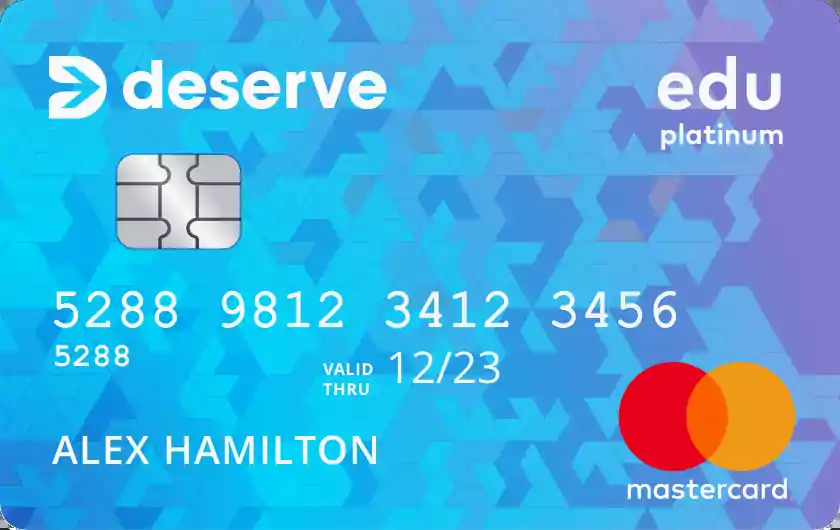 deserve
edu
platinum
5288 9812 3412 3456
5288
VALID THRU 12/23
ALEX HAMILTON
mastercard